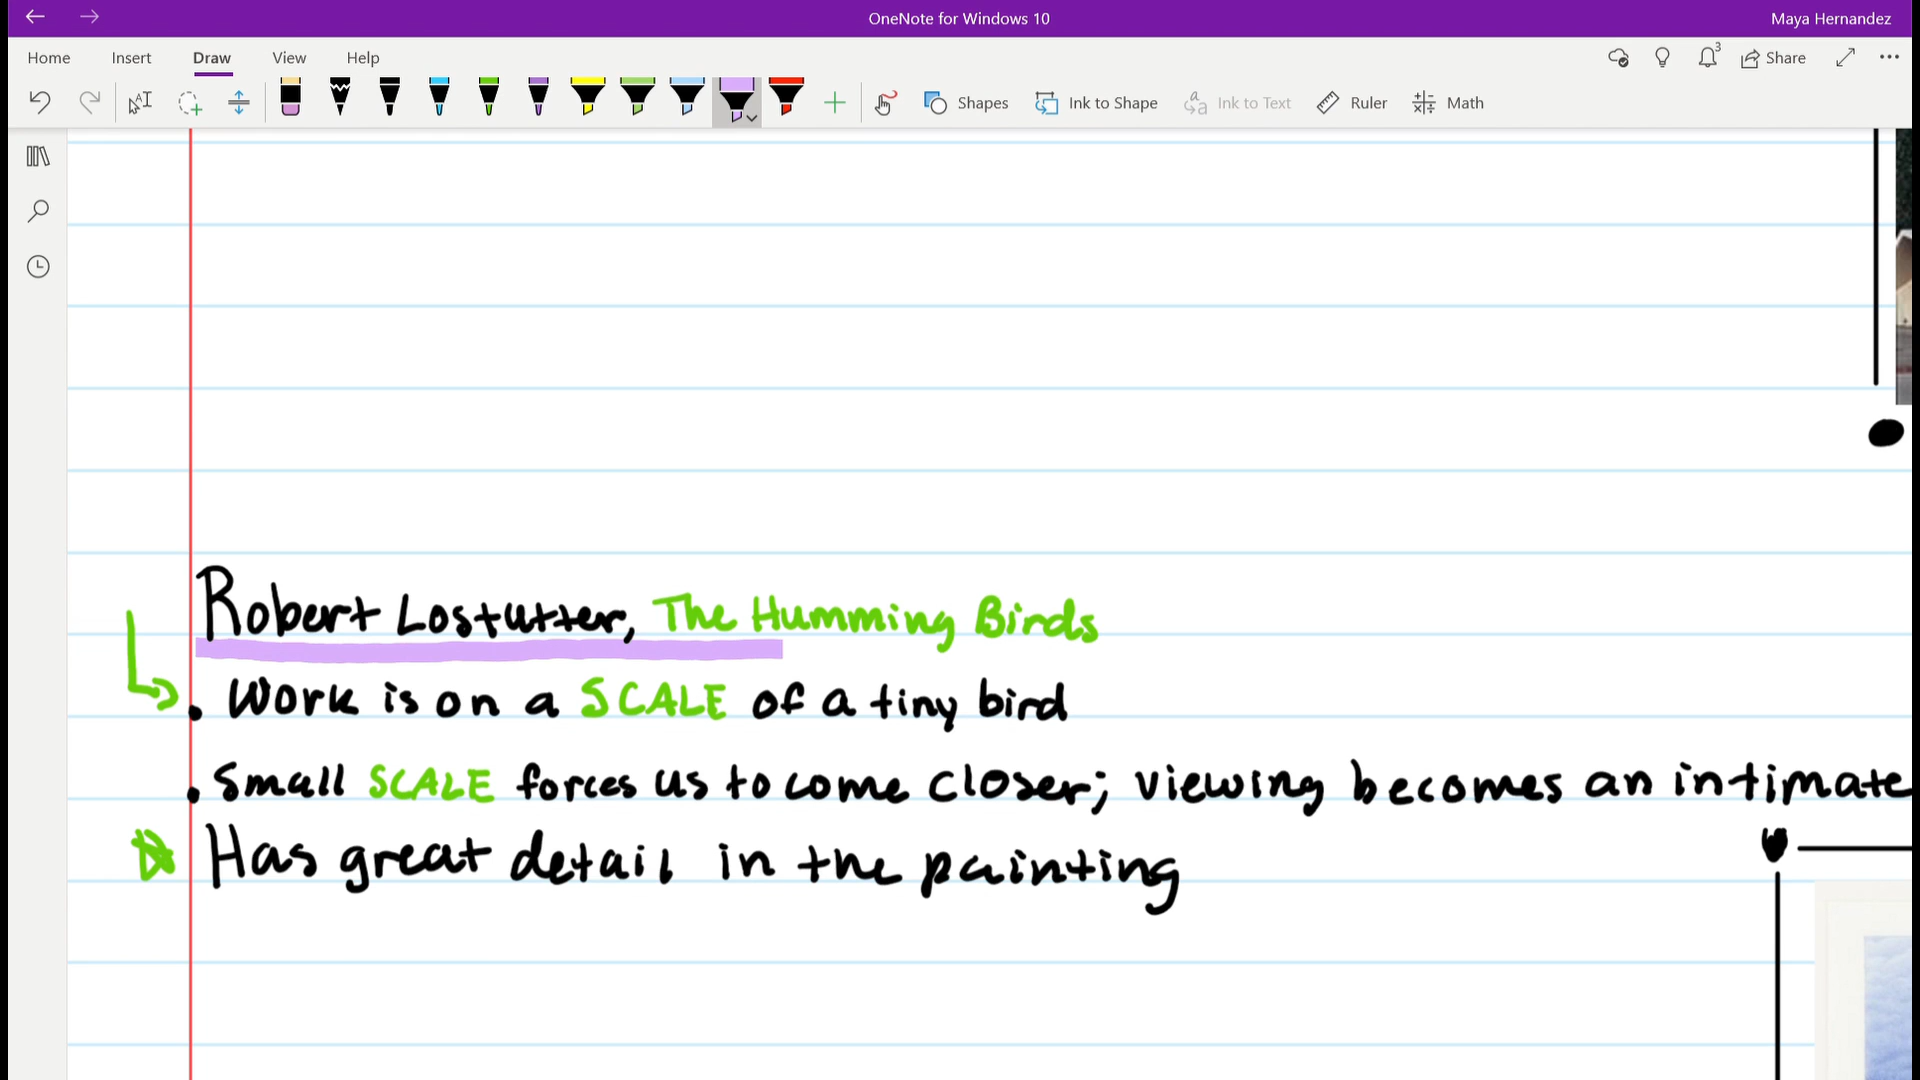 OneNote for Windows 10
Maya Hernandez
Home Insert Draw View Help
3
Share
Shapes Ink to Shape Ink to Text Ruler Math
Robert Lostutter, The Humming Birds
. Work is on a SCALE of a tiny bird
. Small SCALE forces us to come closer; viewing becomes an intimate
Has great detail in the painting